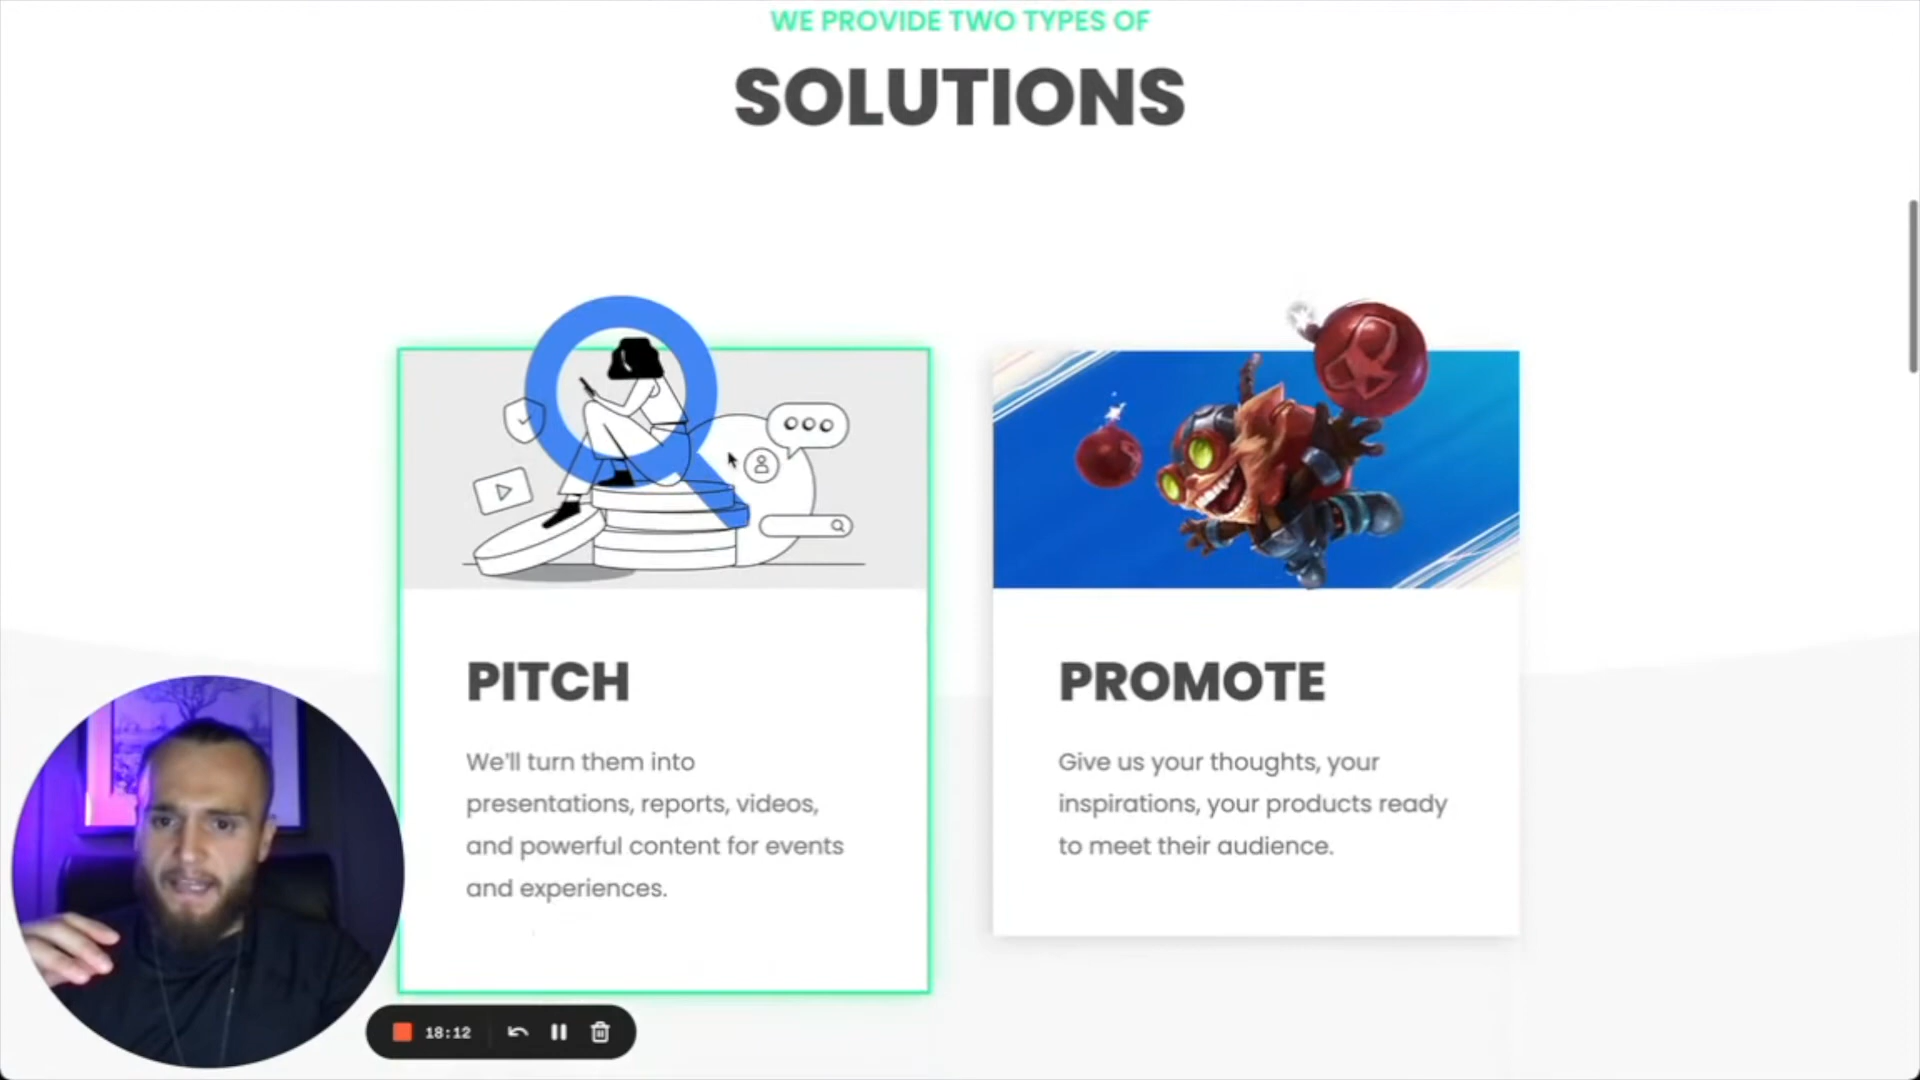 WE PROVIDE TWO TYPES OF
SOLUTIONS
PITCH
We'll turn them into
presentations, reports, videos,
and powerful content for events
and experiences.
PROMOTE
Give us your thoughts, your
inspirations, your products ready
to meet their audience.
18:12